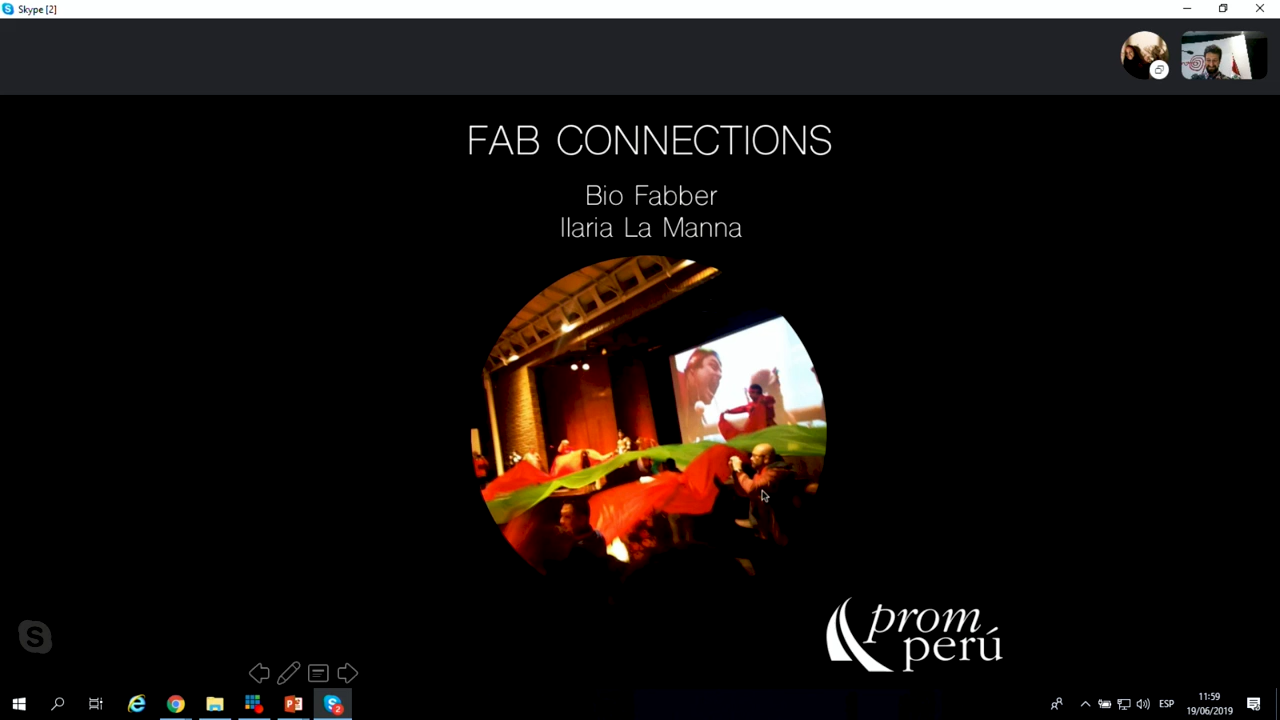 Skype [2]
FAB CONNECTIONS
Bio Fabber
Ilaria La Manna
prom
perú
ESP
11:59
19/06/2019